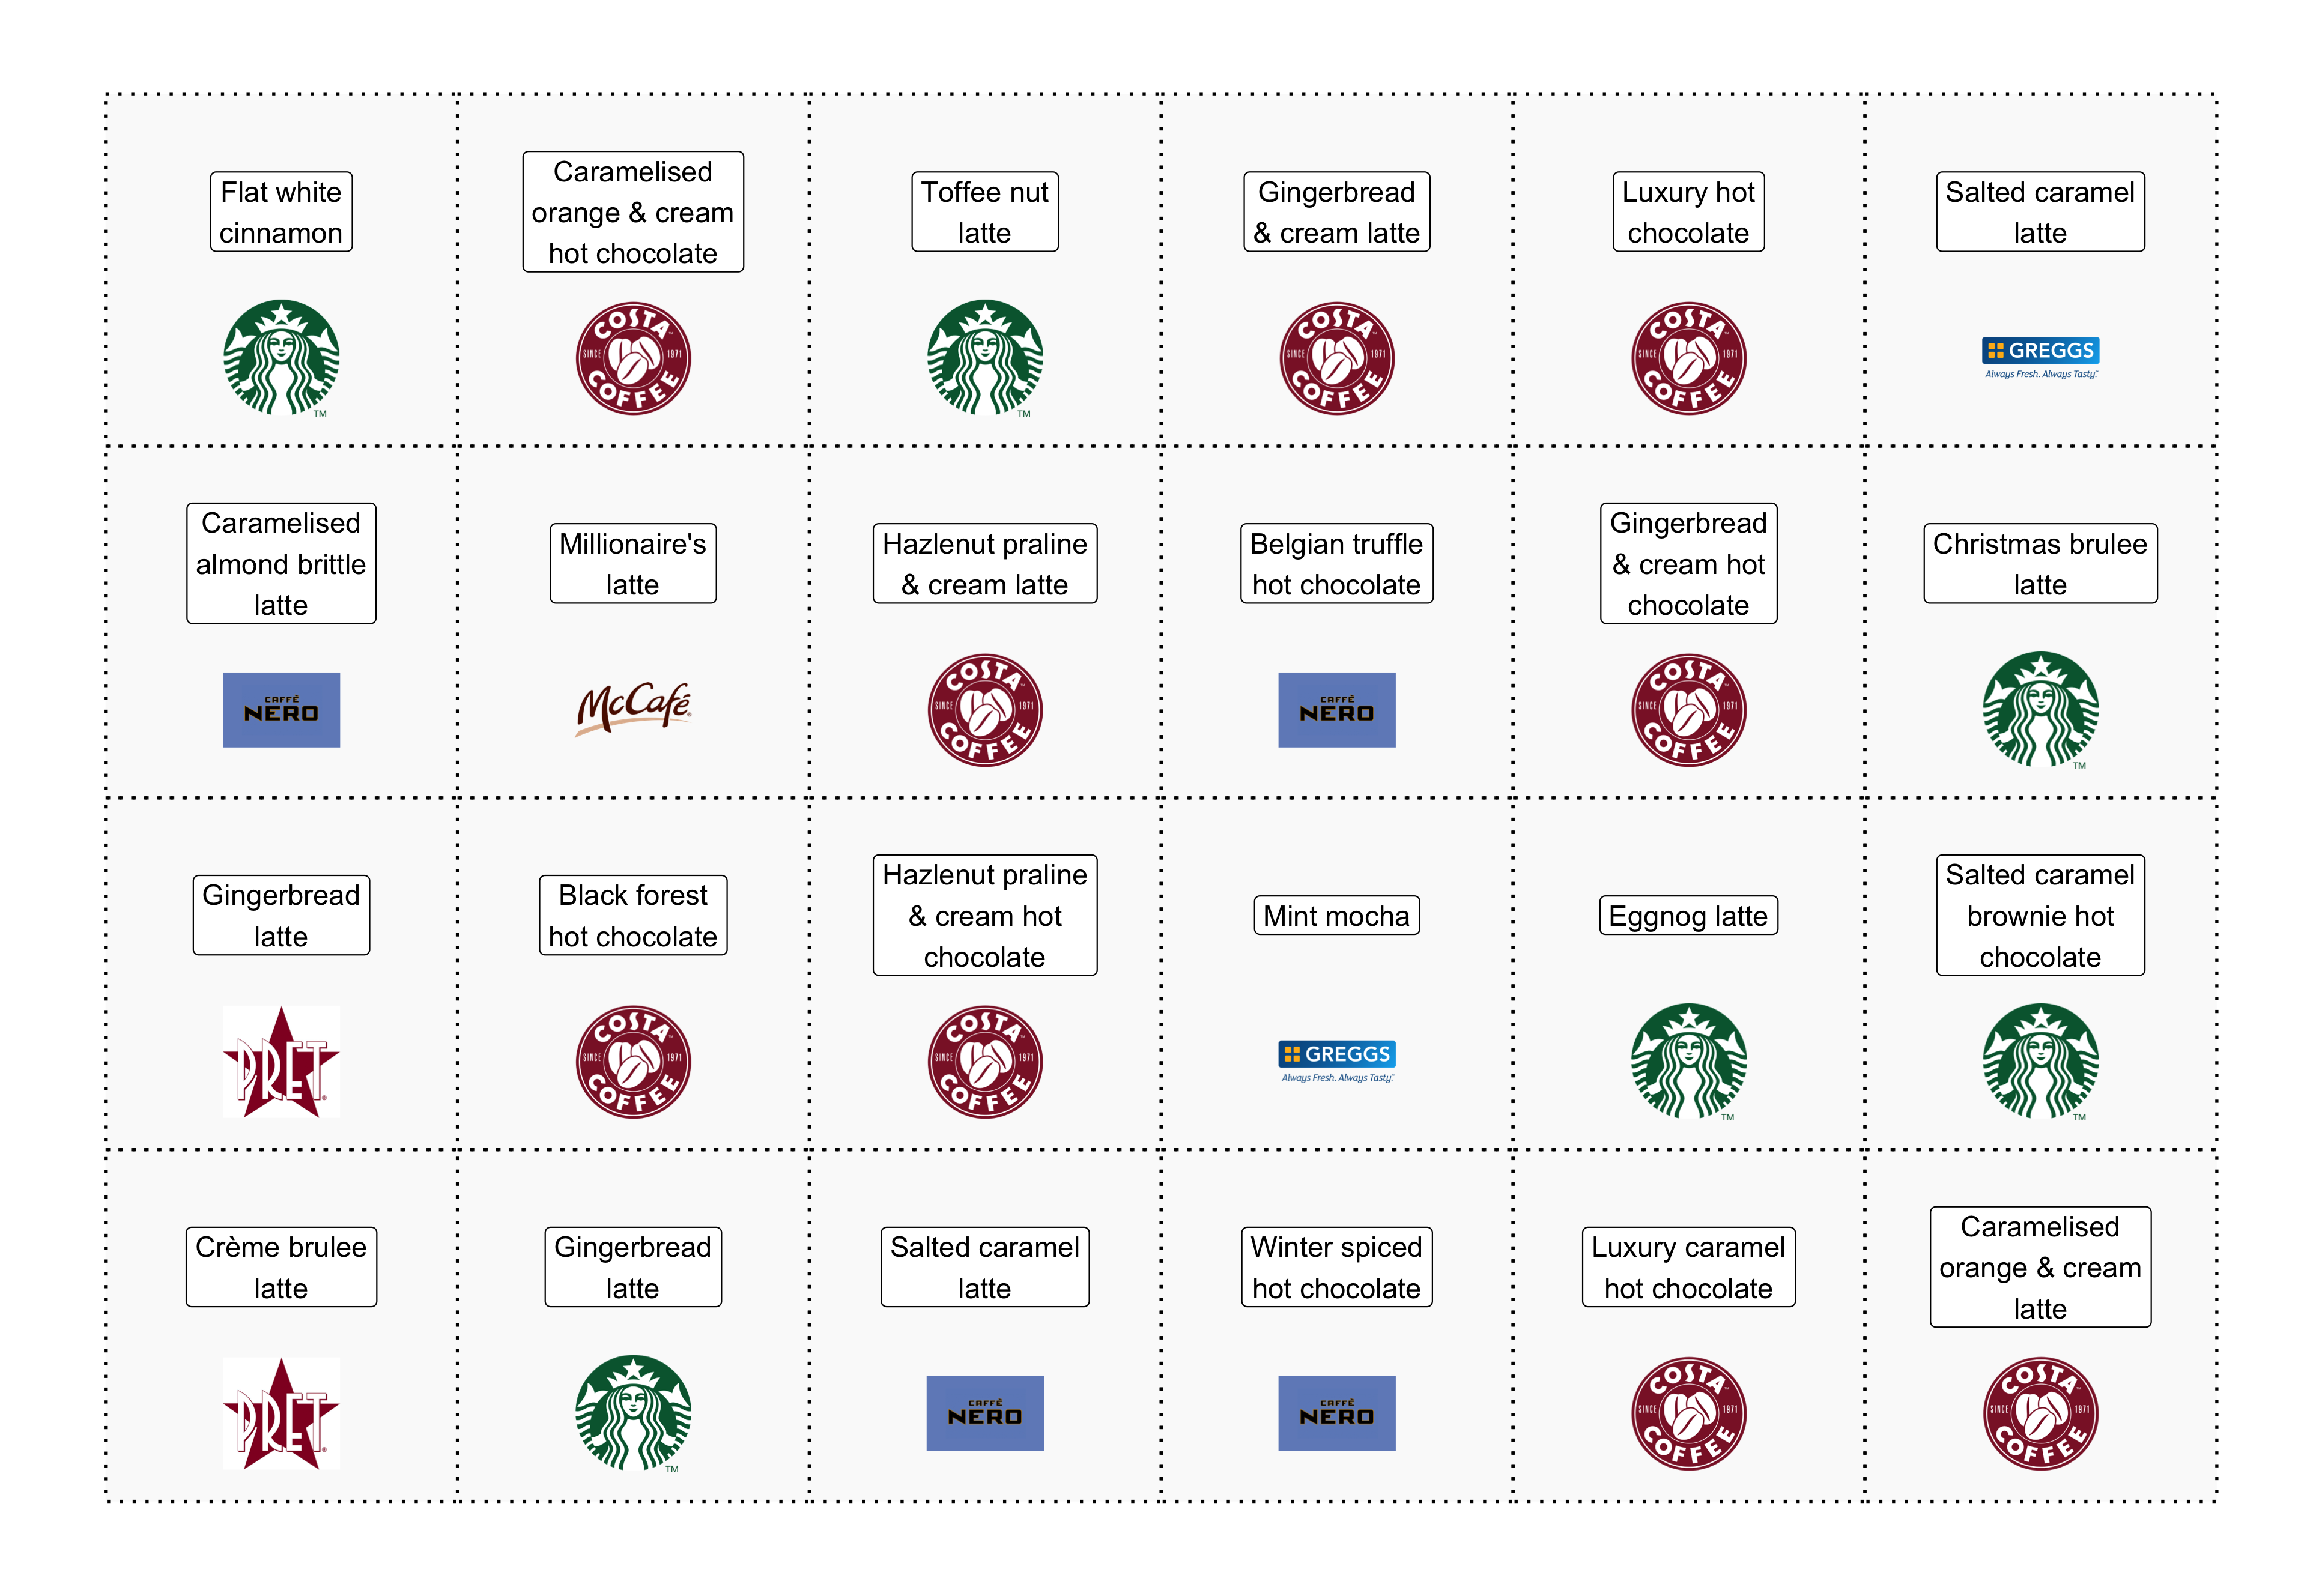 Flat white
cinnamon
TM
Caramelised
orange & cream
hot chocolate
COSTA
SINCE 1971
COFFEE
Toffee nut
latte
TM
Gingerbread
& cream latte
COSTA
SINCE 1971
COFFEE
Luxury hot
chocolate
COSTA
SINCE 1971
COFFEE
Salted caramel
latte
GREGGS
Always Fresh. Always Tasty.
Caramelised
almond brittle
latte
CAFFÈ
NERO
Millionaire's
latte
McCafé®
Hazlenut praline
& cream latte
COSTA
SINCE 1971
COFFEE
Belgian truffle
hot chocolate
CAFFÈ
NERO
Gingerbread
& cream hot
chocolate
COSTA
SINCE 1971
COFFEE
Christmas brulee
latte
TM
Gingerbread
latte
PRET®
Black forest
hot chocolate
COSTA
SINCE 1971
COFFEE
Hazlenut praline
& cream hot
chocolate
COSTA
SINCE 1971
COFFEE
Mint mocha
GREGGS
Always Fresh. Always Tasty.
Eggnog latte
TM
Salted caramel
brownie hot
chocolate
TM
Crème brulee
latte
PRET®
Gingerbread
latte
TM
Salted caramel
latte
CAFFÈ
NERO
Winter spiced
hot chocolate
CAFFÈ
NERO
Luxury caramel
hot chocolate
COSTA
SINCE 1971
COFFEE
Caramelised
orange & cream
latte
COSTA
SINCE 1971
COFFEE